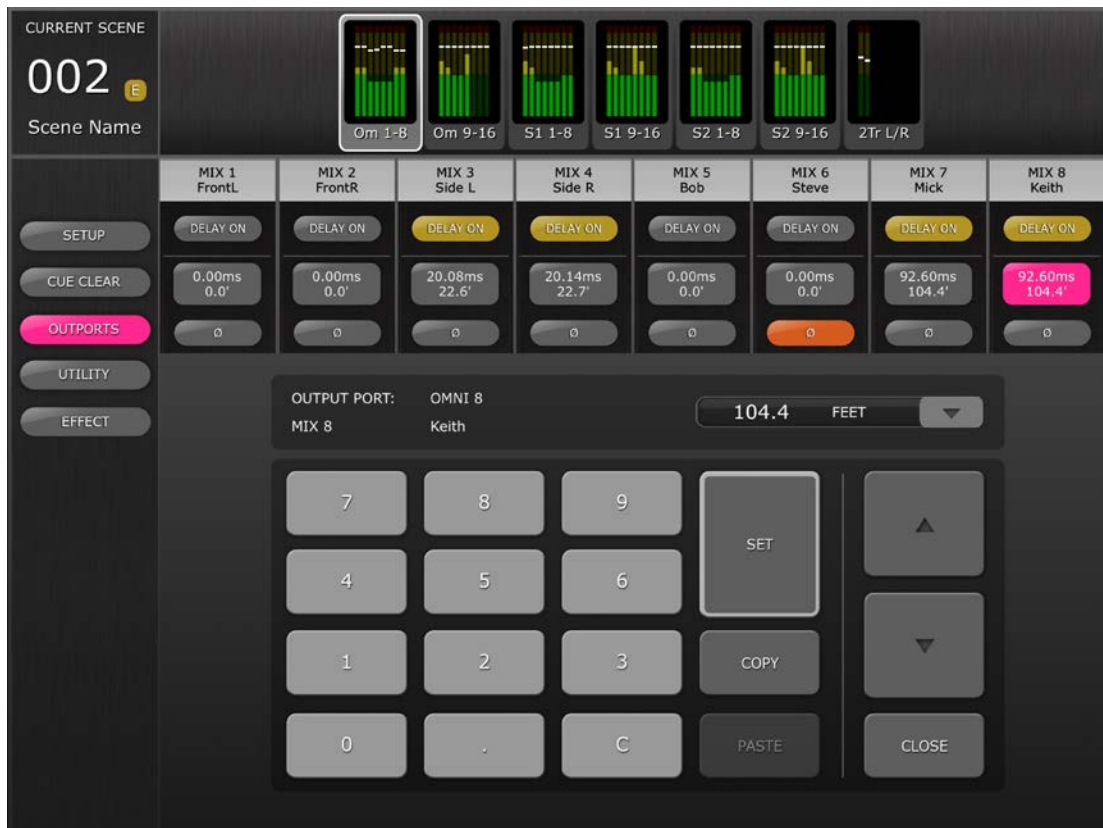 CURRENT SCENE
002 E
Scene Name
Om 1-8 Om 9-16 S1 1-8 S1 9-16 S2 1-8 S2 9-16 2Tr L/R
MIX 1 MIX 2 MIX 3 MIX 4 MIX 5 MIX 6 MIX 7 MIX 8
FrontL FrontR Side L Side R Bob Steve Mick Keith
DELAY ON DELAY ON DELAY ON DELAY ON DELAY ON DELAY ON DELAY ON DELAY ON
0.00ms 0.00ms 20.08ms 20.14ms 0.00ms 0.00ms 92.60ms 92.60ms
0.0' 0.0' 22.6' 22.7' 0.0' 0.0' 104.4' 104.4'
Ø Ø Ø Ø Ø Ø Ø Ø
SETUP
CUE CLEAR
OUTPORTS
UTILITY
EFFECT
OUTPUT PORT: OMNI 8
MIX 8 Keith
104.4 FEET
7 8 9
SET
4 5 6
1 2 3 COPY
0 . C PASTE CLOSE